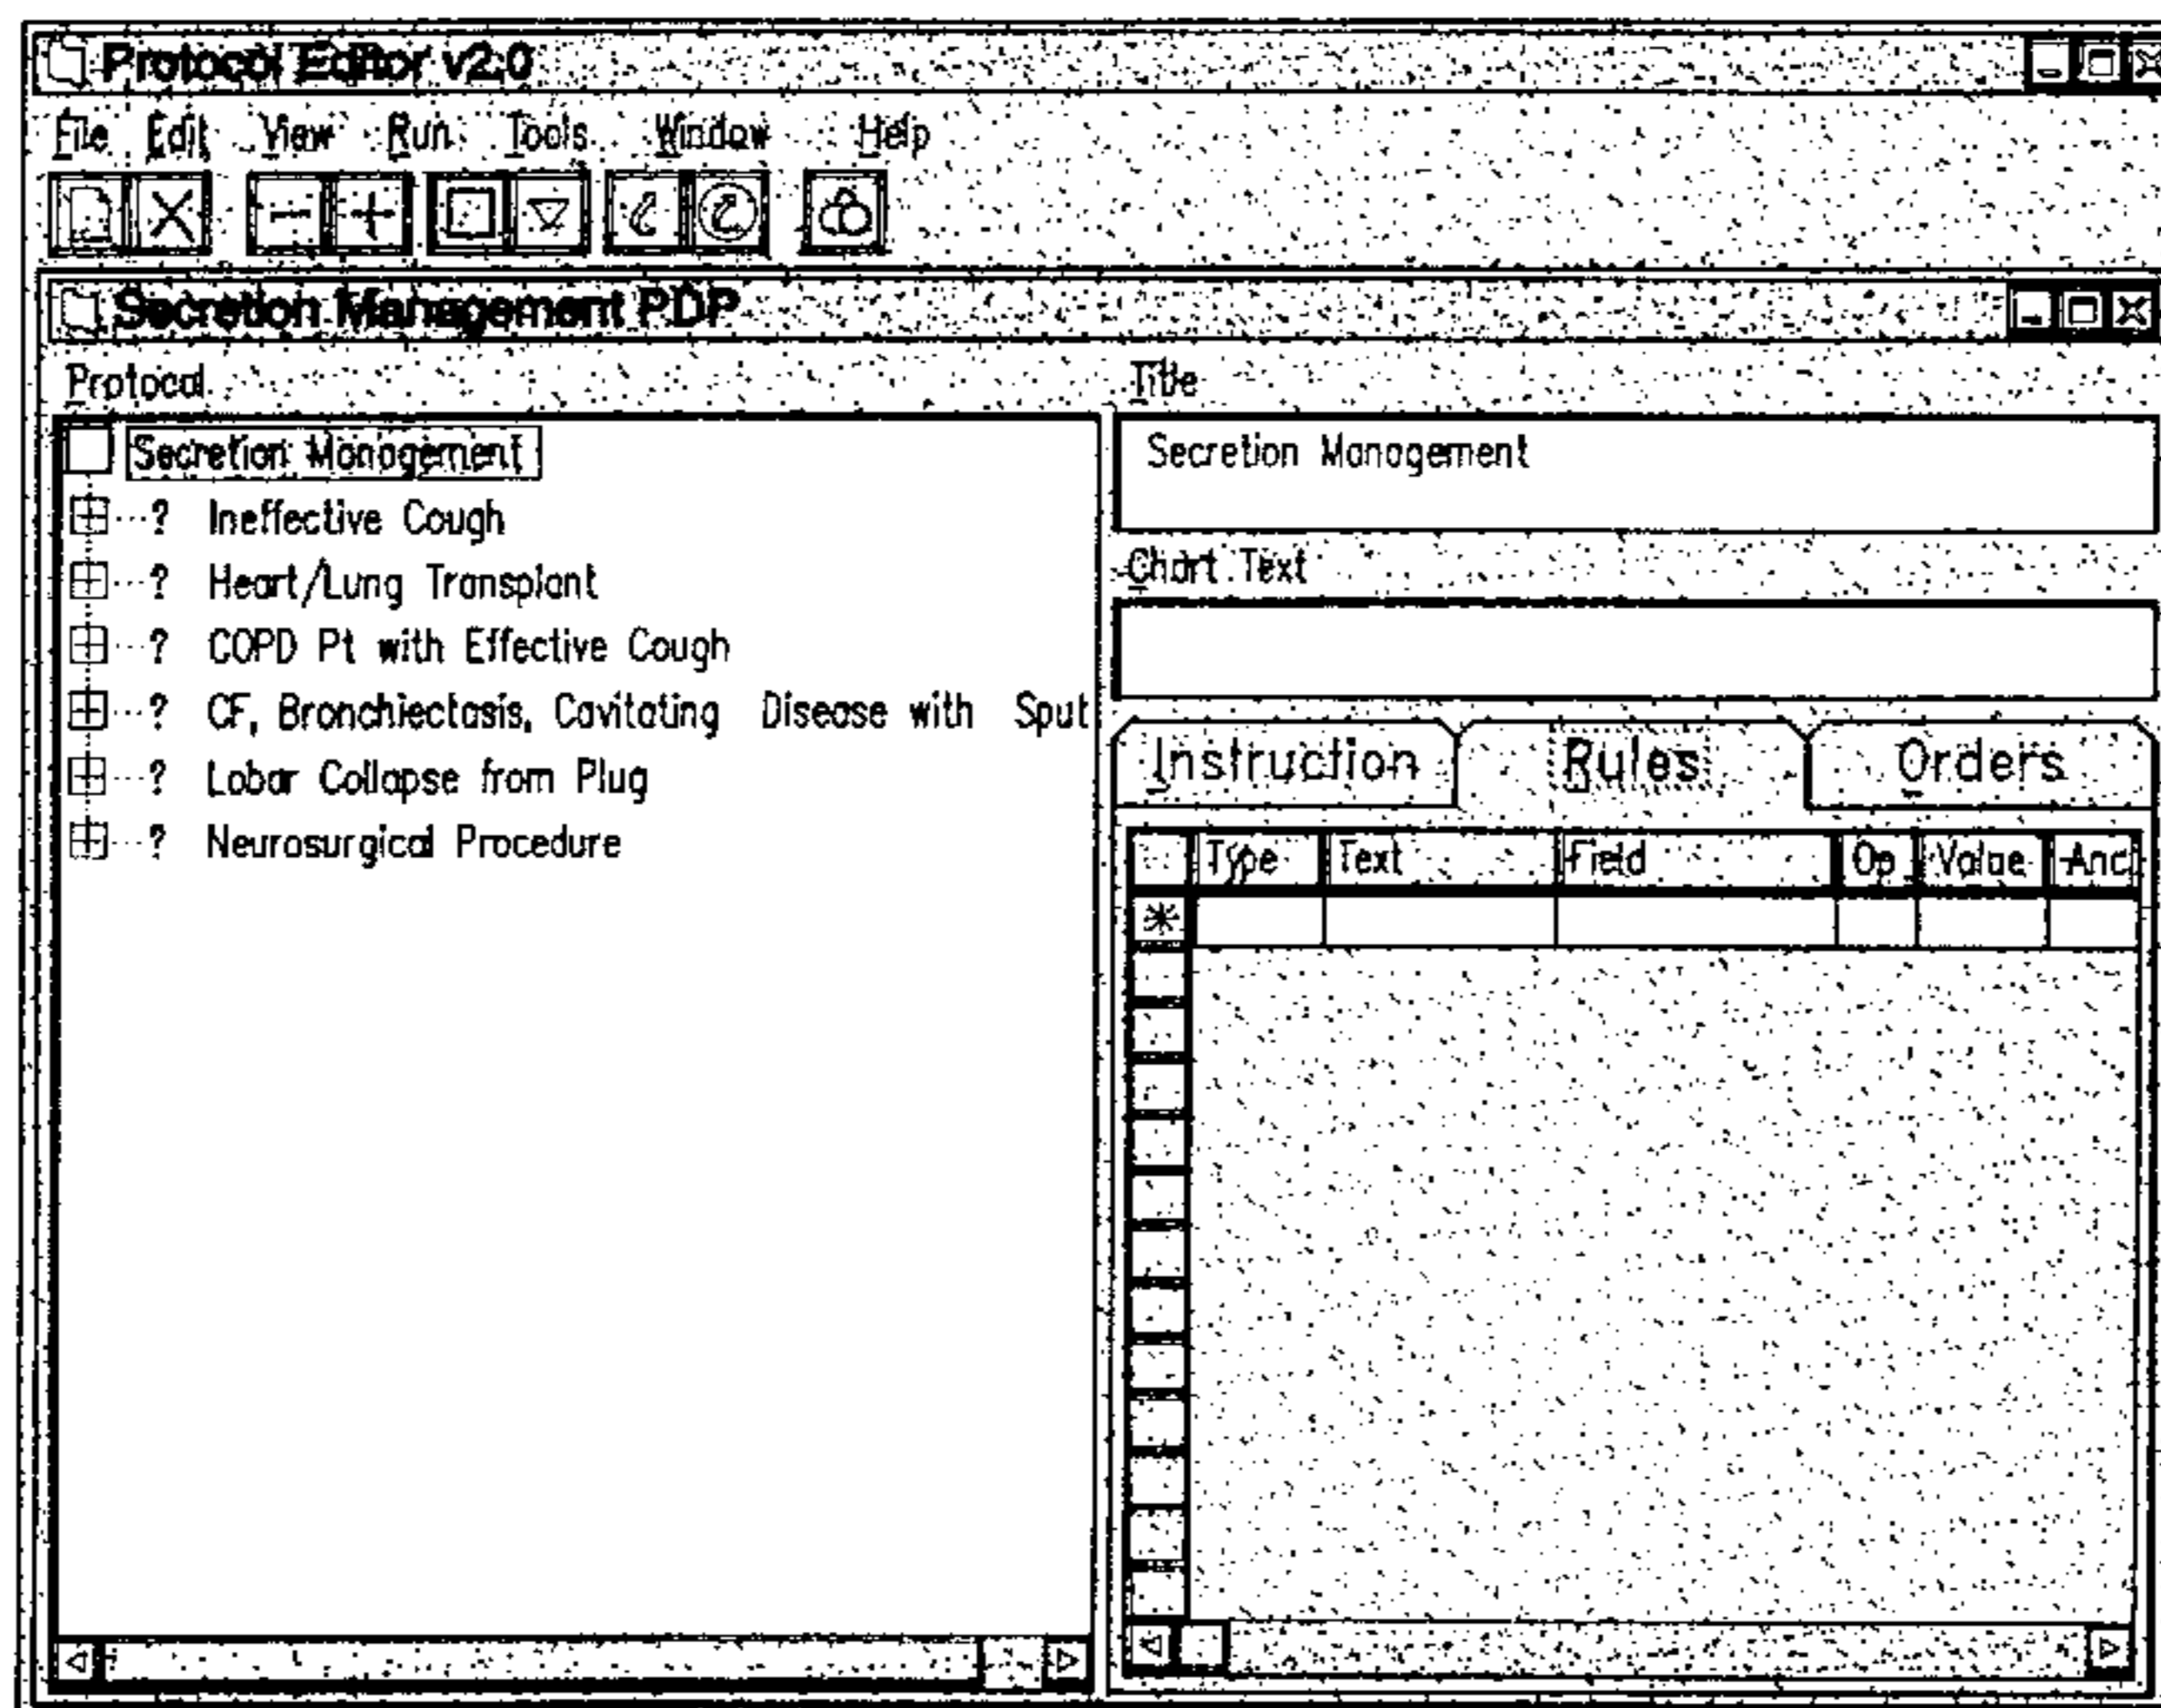 Protocol Editor v2.0
File Edit View Run Tools Window Help
Secretion Management PDP
Protocol
Secretion Management
? Ineffective Cough
? Heart/Lung Transplant
? COPD Pt with Effective Cough
? CF, Bronchiectasis, Cavitating Disease with Sput
? Lobar Collapse from Plug
? Neurosurgical Procedure
Title
Secretion Management
Chart Text
Instruction Rules Orders
Type Text Field Op Value And
*